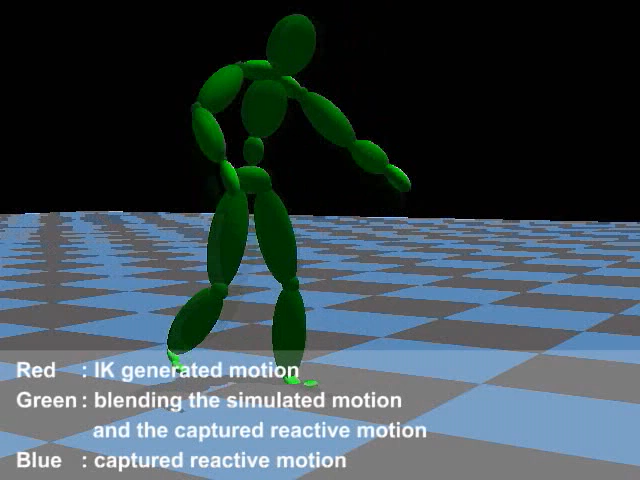 Red : IK generated motion
Green : blending the simulated motion
and the captured reactive motion
Blue : captured reactive motion